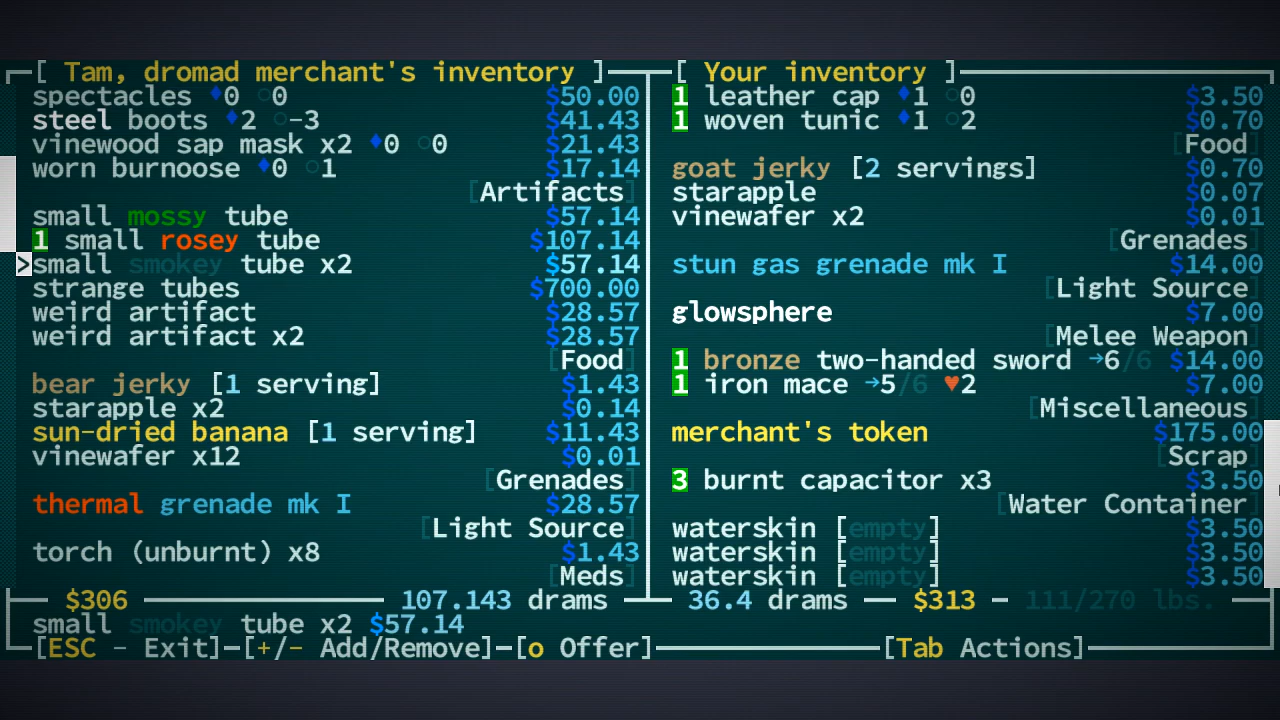 [ Tam, dromad merchant's inventory ]
spectacles ♦0 ○0 $50.00
steel boots ♦2 ○-3 $41.43
vinewood sap mask x2 ♦0 ○0 $21.43
worn burnoose ♦0 ○1 $17.14
[Artifacts]
small mossy tube $57.14
1 small rosey tube $107.14
>small smokey tube x2 $57.14
strange tubes $700.00
weird artifact $28.57
weird artifact x2 $28.57
[Food]
bear jerky [1 serving] $1.43
starapple x2 $0.14
sun-dried banana [1 serving] $11.43
vinewafer x12 $0.01
[Grenades]
thermal grenade mk I $28.57
[Light Source]
torch (unburnt) x8 $1.43
[Meds]
[ Your inventory ]
1 leather cap ♦1 ○0 $3.50
1 woven tunic ♦1 ○2 $0.70
[Food]
goat jerky [2 servings] $0.70
starapple $0.07
vinewafer x2 $0.01
[Grenades]
stun gas grenade mk I $14.00
[Light Source]
glowsphere $7.00
[Melee Weapon]
1 bronze two-handed sword →6/6 $14.00
1 iron mace →5/6 ♥2 $7.00
[Miscellaneous]
merchant's token $175.00
[Scrap]
3 burnt capacitor x3 $3.50
[Water Container]
waterskin [empty] $3.50
waterskin [empty] $3.50
waterskin [empty] $3.50
$306 107.143 drams 36.4 drams — $313 – 111/270 lbs.
small smokey tube x2 $57.14
[ESC - Exit]-[+/- Add/Remove]-[o Offer] [Tab Actions]